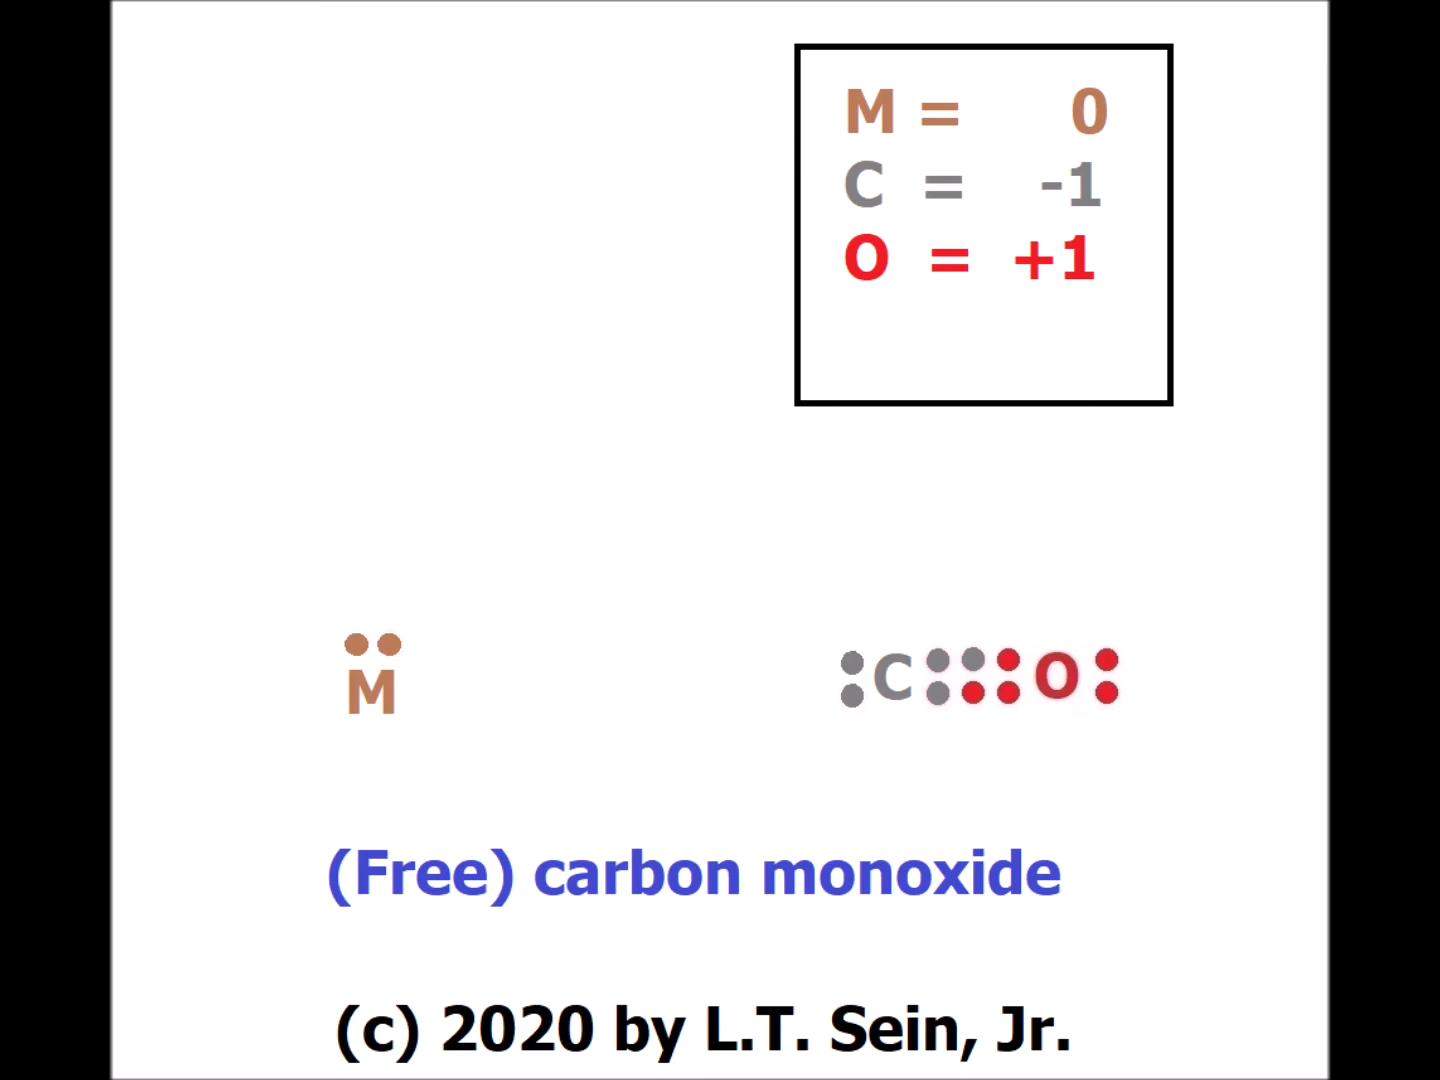 M = 0
C = -1
O = +1
M
C O
(Free) carbon monoxide
(c) 2020 by L.T. Sein, Jr.